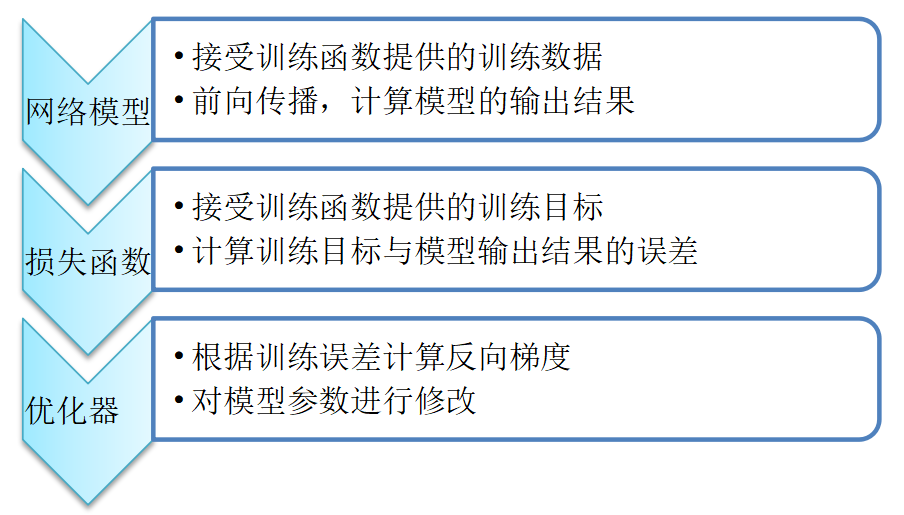 网络模型
• 接受训练函数提供的训练数据
• 前向传播，计算模型的输出结果
损失函数
• 接受训练函数提供的训练目标
• 计算训练目标与模型输出结果的误差
优化器
• 根据训练误差计算反向梯度
• 对模型参数进行修改